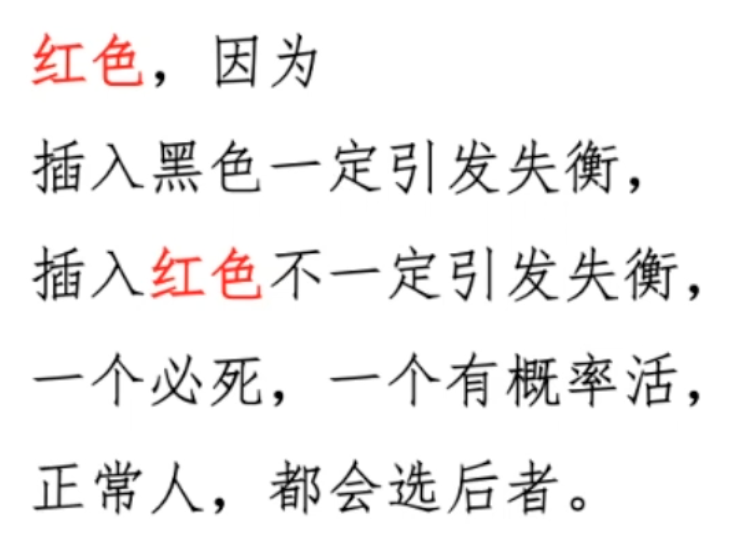 红色，因为
插入黑色一定引发失衡，
插入红色不一定引发失衡，
一个必死，一个有概率活，
正常人，都会选后者。